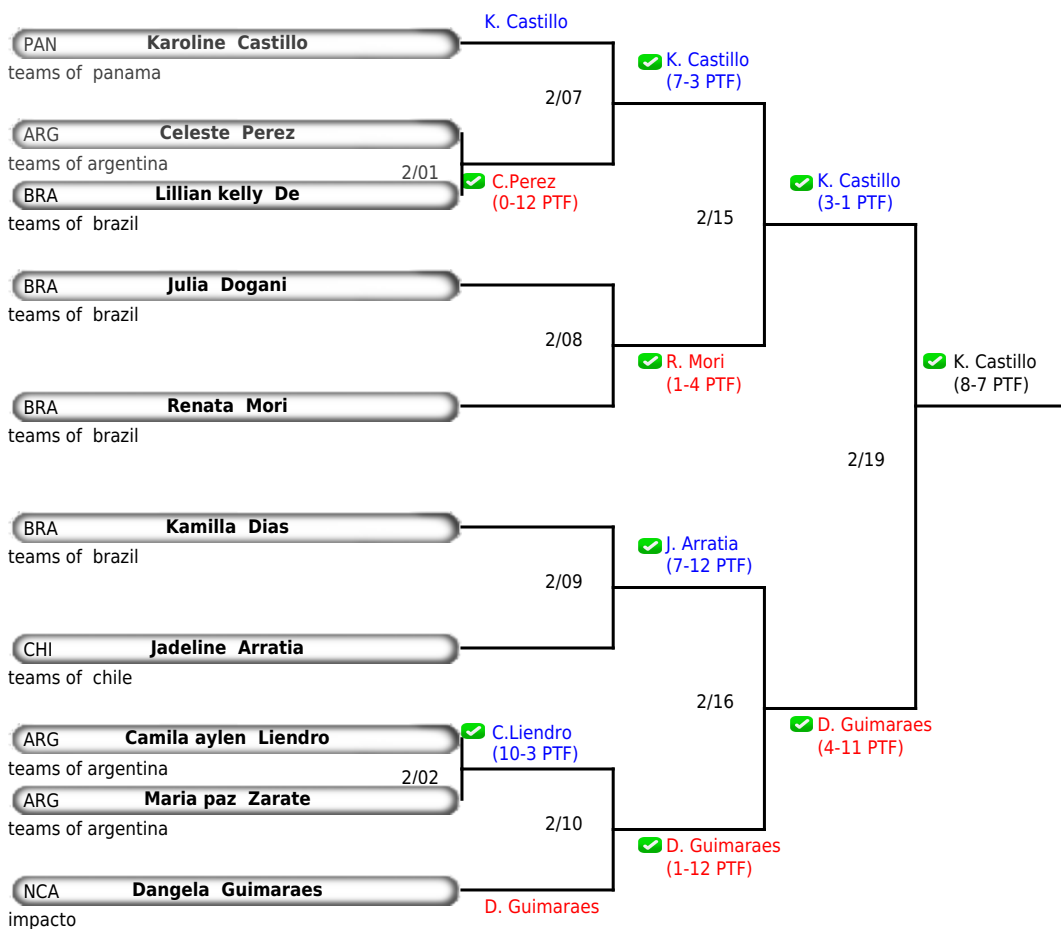 K. Castillo
PAN Karoline Castillo
teams of panama
K. Castillo
(7-3 PTF)
2/07
ARG Celeste Perez
teams of argentina
2/01
C.Perez
(0-12 PTF)
BRA Lillian kelly De
teams of brazil
K. Castillo
(3-1 PTF)
2/15
BRA Julia Dogani
teams of brazil
2/08
R. Mori
(1-4 PTF)
K. Castillo
(8-7 PTF)
BRA Renata Mori
teams of brazil
2/19
BRA Kamilla Dias
teams of brazil
J. Arratia
(7-12 PTF)
2/09
CHI Jadeline Arratia
teams of chile
2/16
D. Guimaraes
(4-11 PTF)
ARG Camila aylen Liendro
teams of argentina
C.Liendro
(10-3 PTF)
2/02
ARG Maria paz Zarate
teams of argentina
2/10
D. Guimaraes
(1-12 PTF)
NCA Dangela Guimaraes
impacto
D. Guimaraes